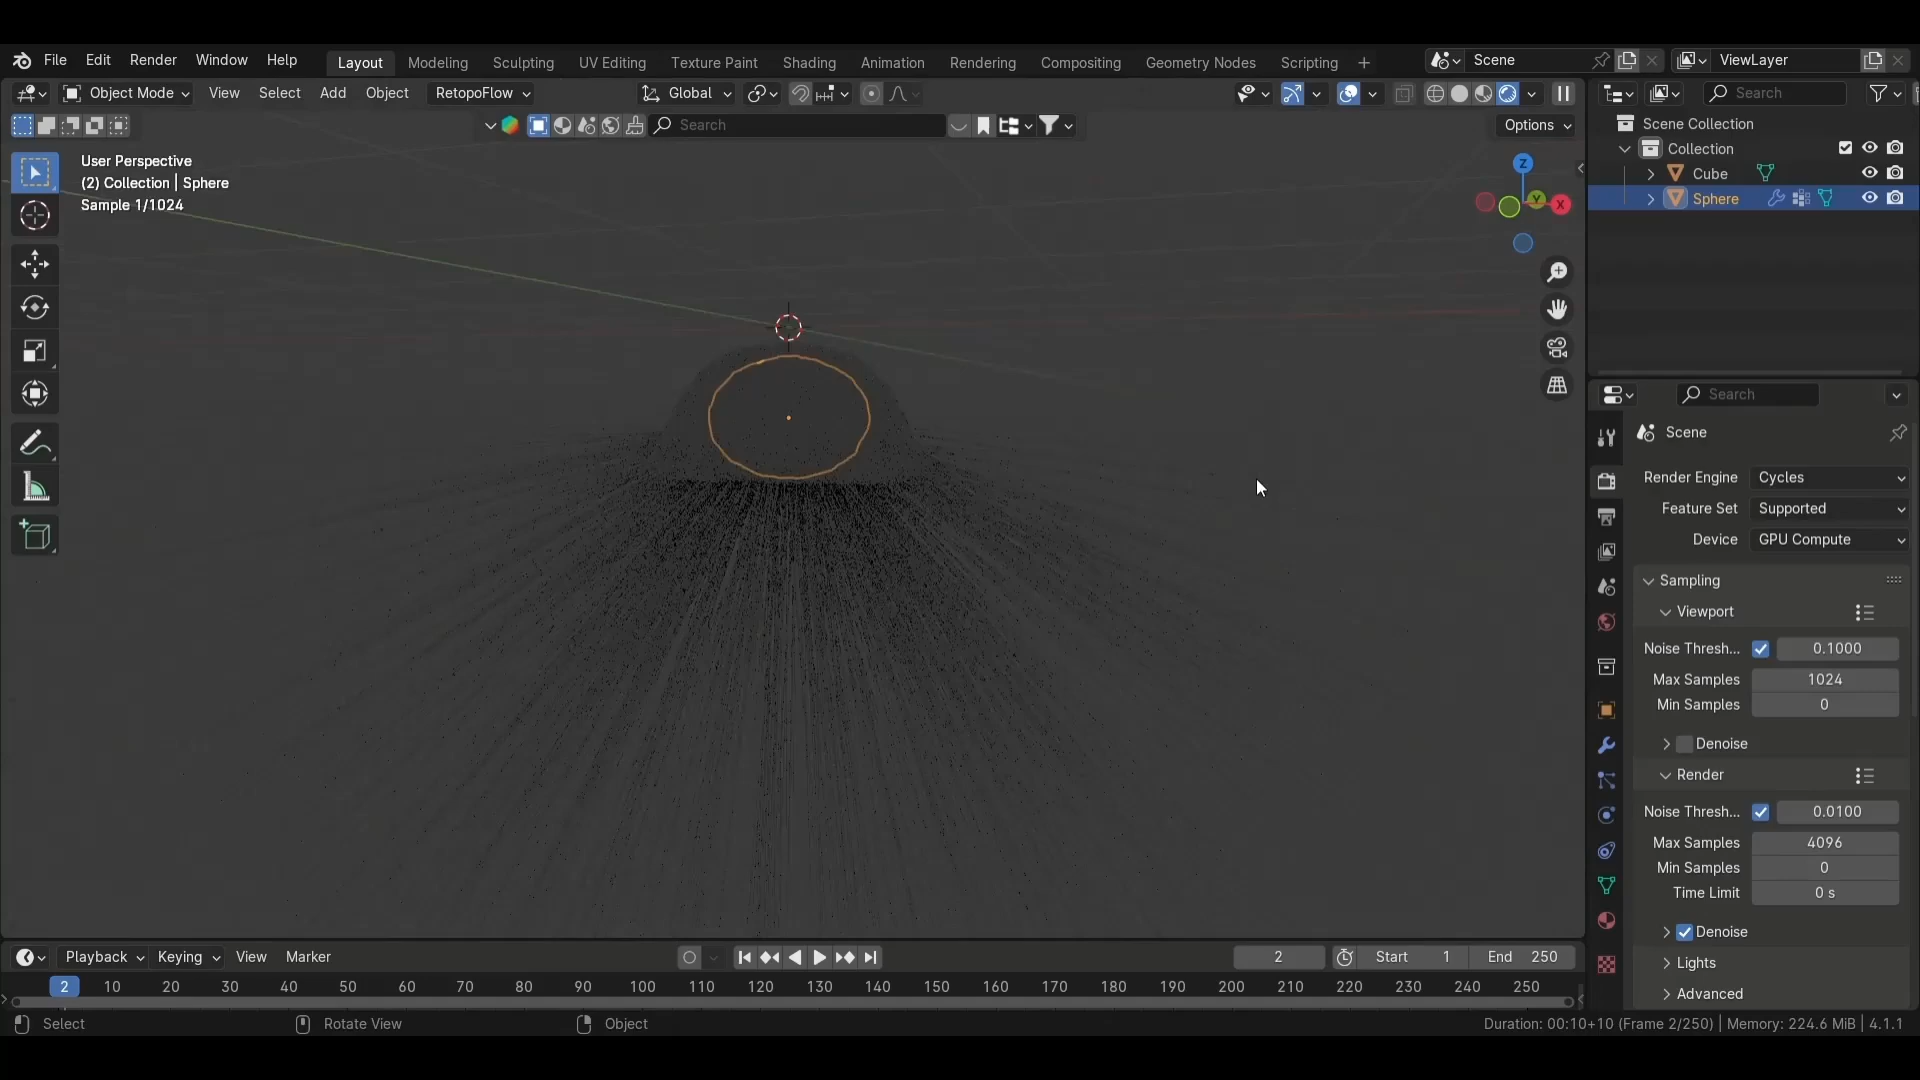 File Edit Render Window Help Layout Modeling Sculpting UV Editing Texture Paint Shading Animation Rendering Compositing Geometry Nodes Scripting + Scene ViewLayer
Object Mode View Select Add Object RetopoFlow Global Search
Search Options
User Perspective
(2) Collection | Sphere
Sample 1/1024
Z
Y
X
Scene Collection
Collection
Cube
Sphere
Search
Scene
Render Engine Cycles
Feature Set Supported
Device GPU Compute
Sampling
Viewport
Noise Thresh... 0.1000
Max Samples 1024
Min Samples 0
Denoise
Render
Noise Thresh... 0.0100
Max Samples 4096
Min Samples 0
Time Limit 0 s
Denoise
Lights
Advanced
Playback Keying View Marker 2 Start 1 End 250
2 10 20 30 40 50 60 70 80 90 100 110 120 130 140 150 160 170 180 190 200 210 220 230 240 250
Select Rotate View Object Duration: 00:10+10 (Frame 2/250) | Memory: 224.6 MiB | 4.1.1